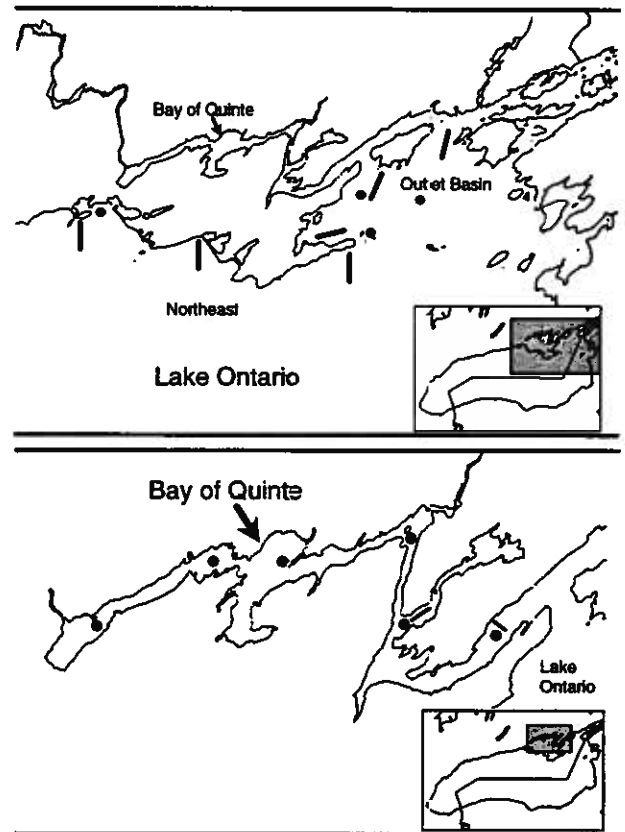 Bay of Quinte
Outlet Basin
Northeast
Lake Ontario
Bay of Quinte
Lake
Ontario